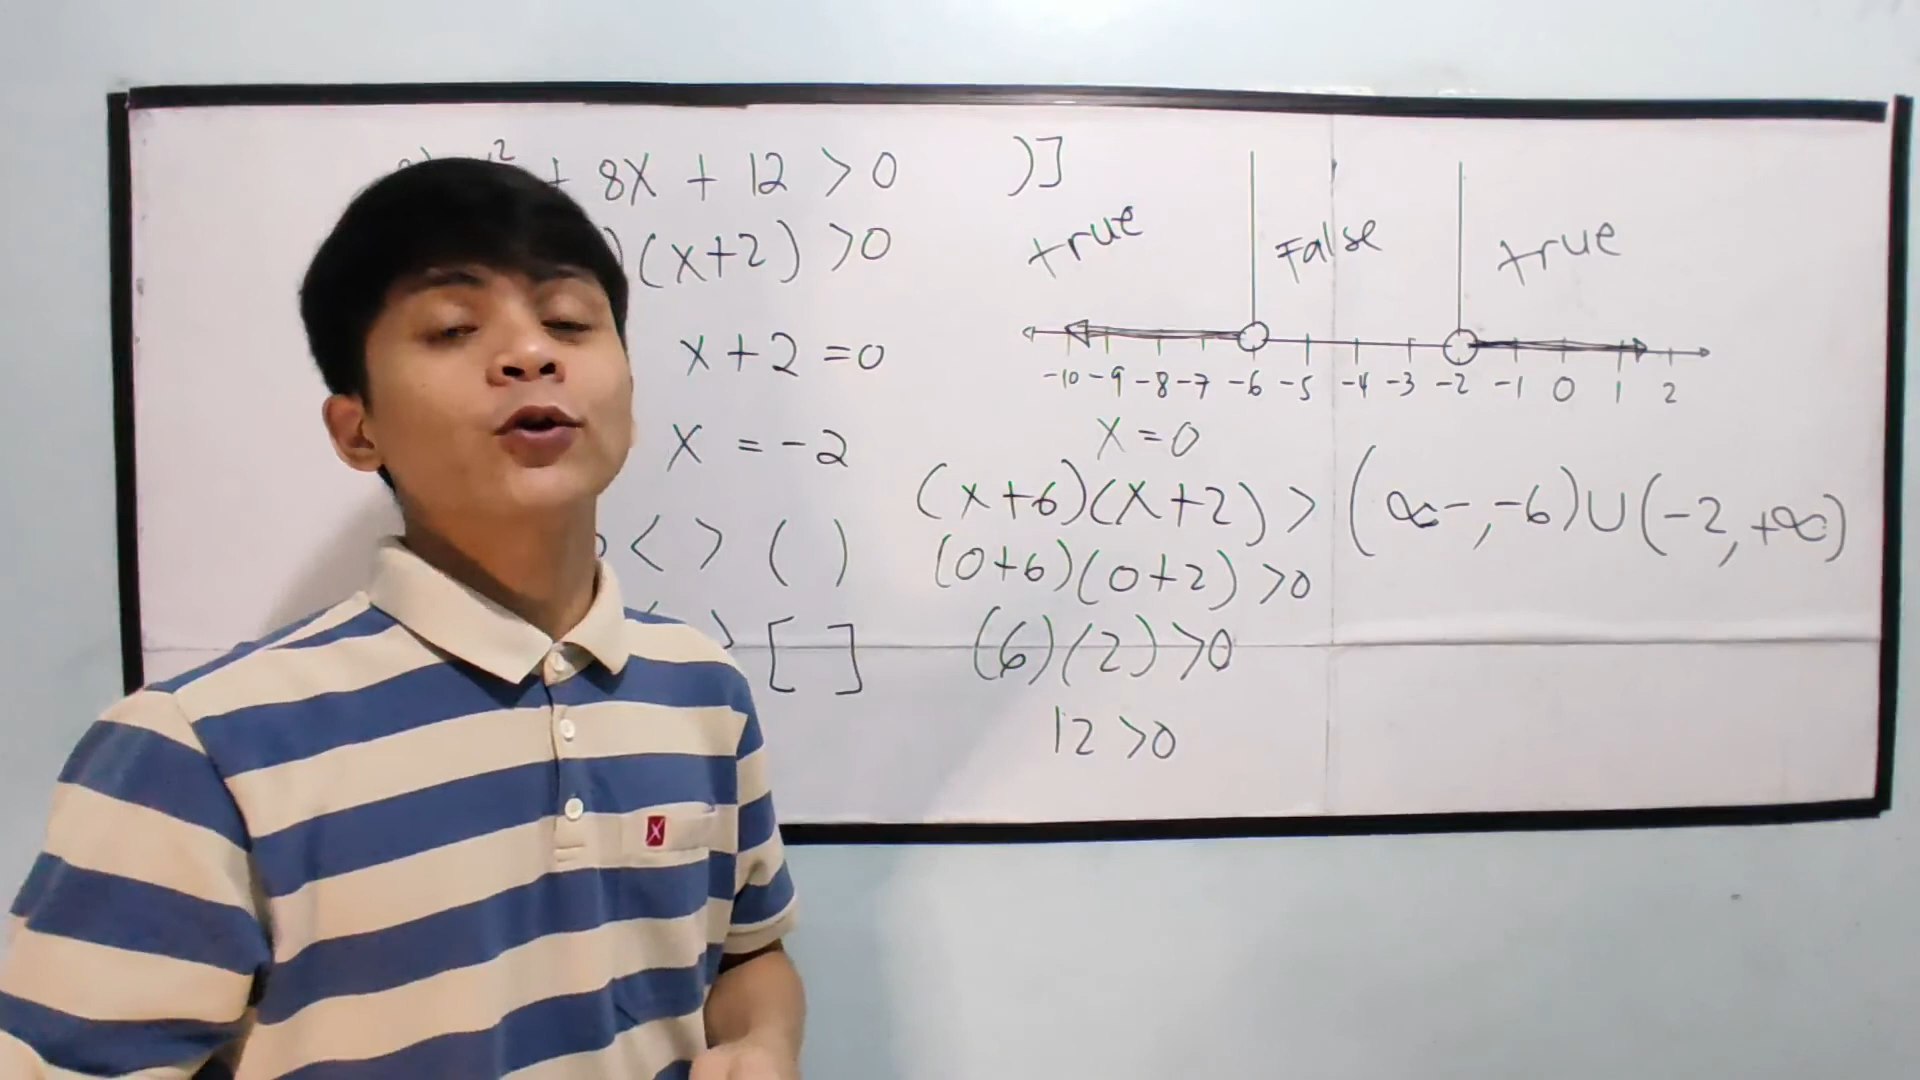 ² + 8X + 12 > 0
)(x+2) >0
x+2 =0
X = -2
< > ( )
> [ ]
)]
true False true
-10 -9 -8 -7 -6 -5 -4 -3 -2 -1 0 1 2
X = 0
(x+6)(x+2) >
(0+6)(0+2) >0
(6)(2) >0
12 >0
(∞-,-6)∪(-2,+∞)
X